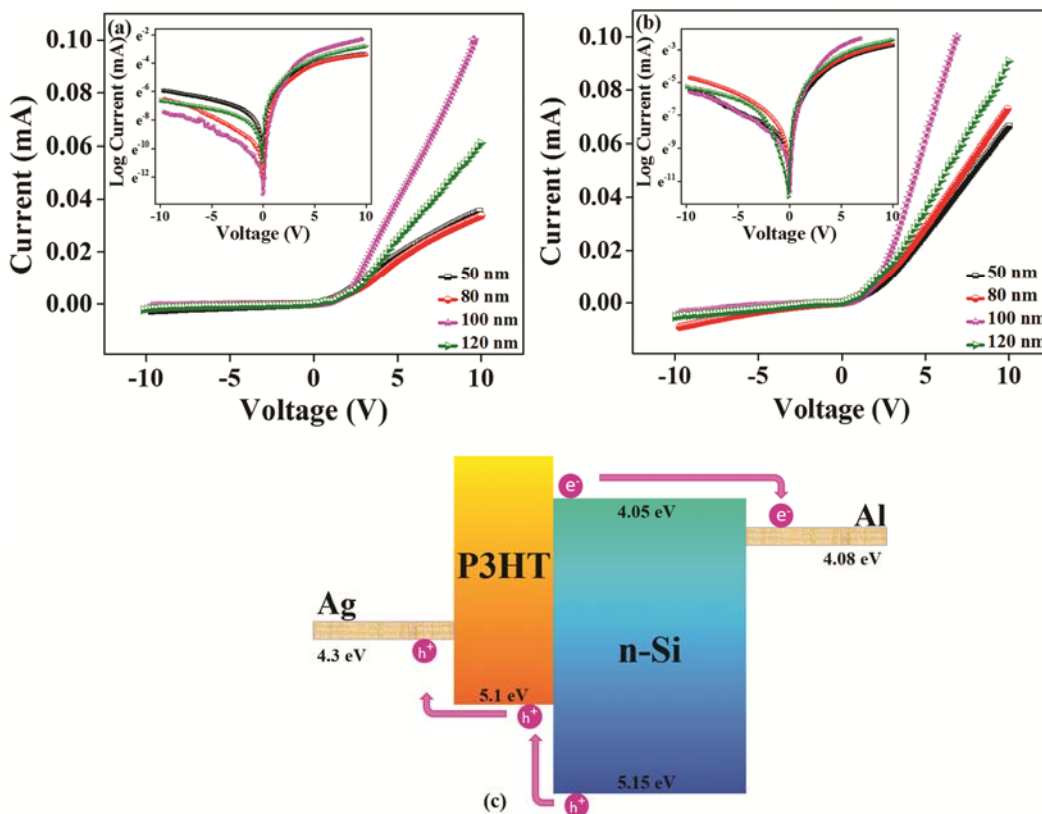 (a)
Current (mA)
0.10
0.08
0.06
0.04
0.02
0.00
-10
-5
0
5
10
Voltage (V)
50 nm
80 nm
100 nm
120 nm
Log Current (mA)
e-2
e-4
e-6
e-8
e-10
e-12
-10
-5
0
5
10
Voltage (V)
(b)
Current (mA)
0.10
0.08
0.06
0.04
0.02
0.00
-10
-5
0
5
10
Voltage (V)
50 nm
80 nm
100 nm
120 nm
Log Current (mA)
e-3
e-5
e-7
e-9
e-11
-10
-5
0
5
10
Voltage (V)
e-
4.05 eV
e-
Al
4.08 eV
P3HT
Ag
4.3 eV
h+
n-Si
5.1 eV
h+
5.15 eV
h+
(c)